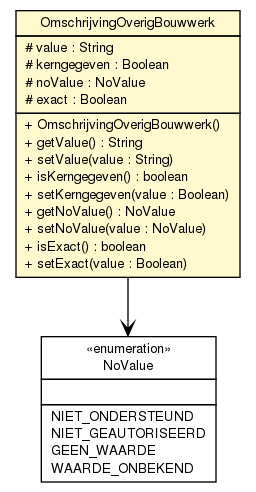 OmschrijvingOverigBouwwerk
# value : String
# kerngegeven : Boolean
# noValue : NoValue
# exact : Boolean
+ OmschrijvingOverigBouwwerk()
+ getValue() : String
+ setValue(value : String)
+ isKerngegeven() : boolean
+ setKerngegeven(value : Boolean)
+ getNoValue() : NoValue
+ setNoValue(value : NoValue)
+ isExact() : boolean
+ setExact(value : Boolean)
«enumeration»
NoValue
NIET_ONDERSTEUND
NIET_GEAUTORISEERD
GEEN_WAARDE
WAARDE_ONBEKEND